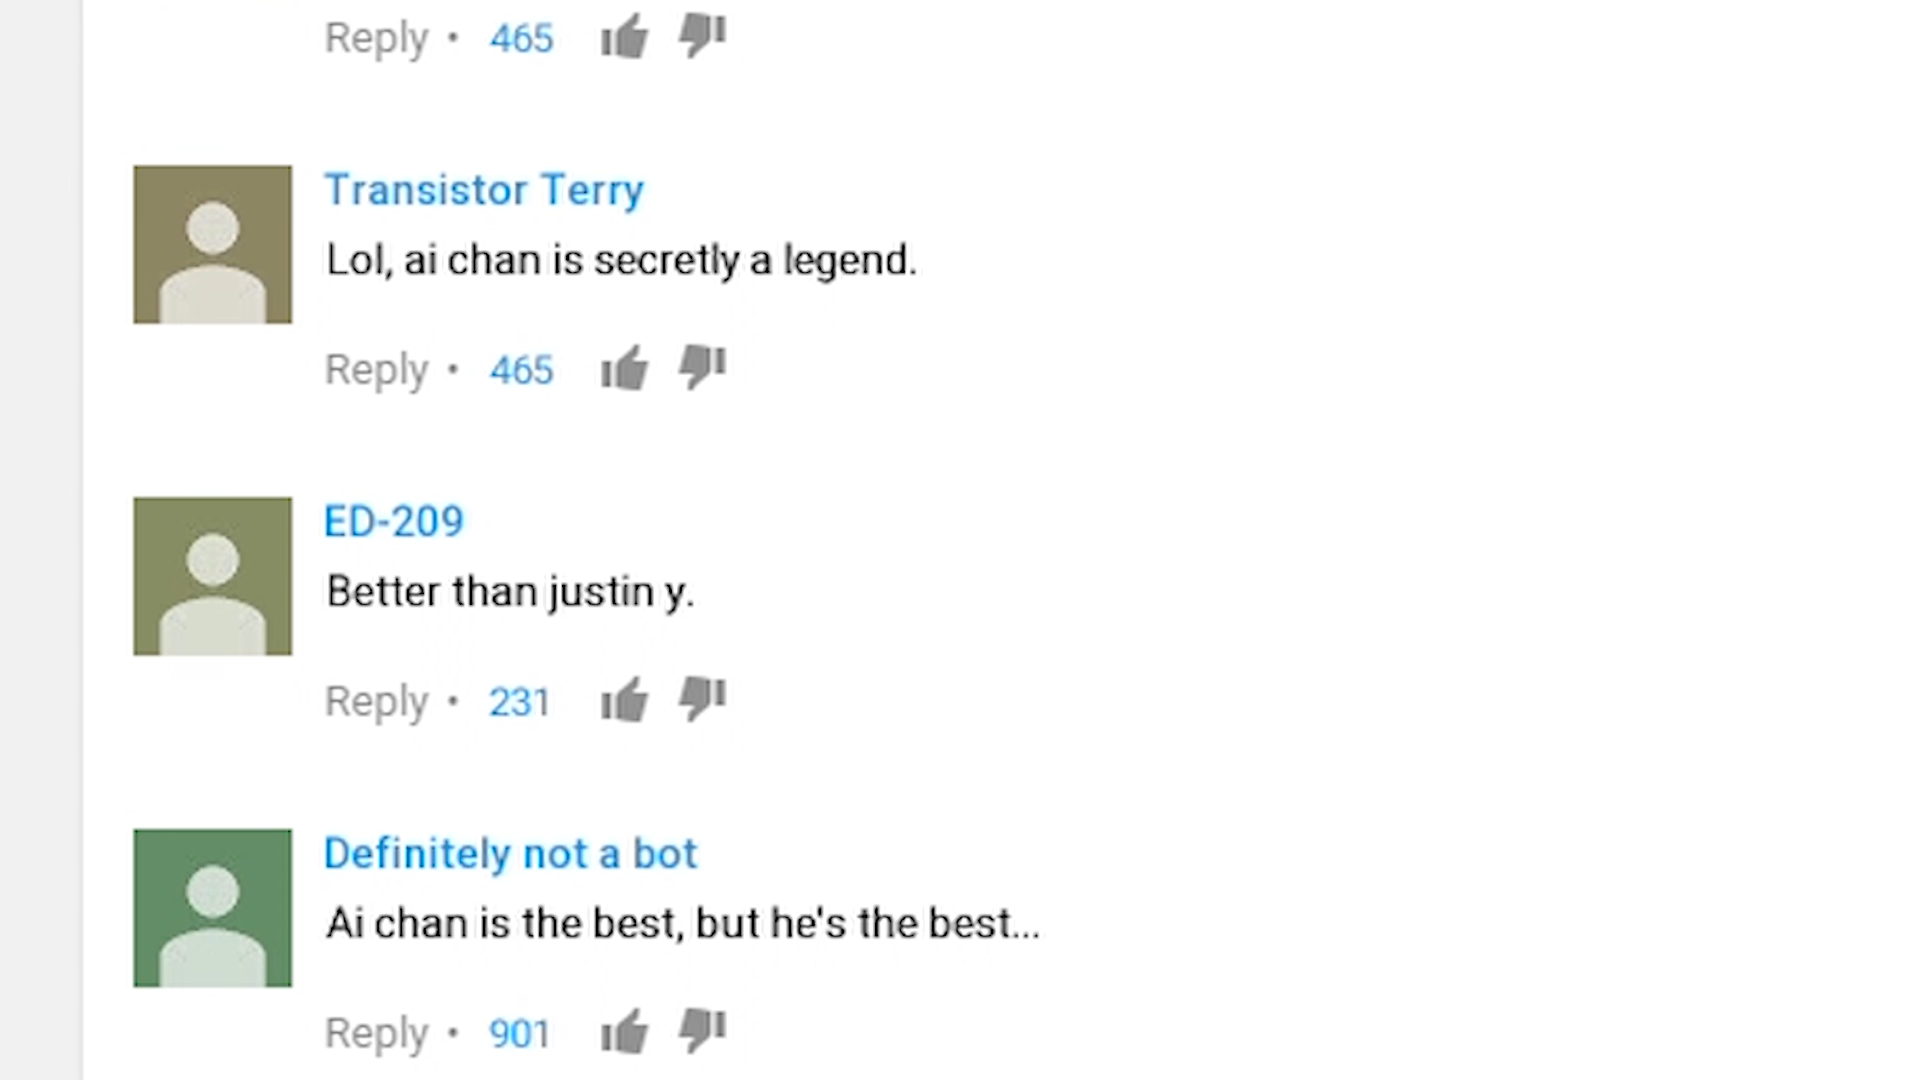 Reply • 465
Transistor Terry
Lol, ai chan is secretly a legend.
Reply • 465
ED-209
Better than justin y.
Reply • 231
Definitely not a bot
Ai chan is the best, but he's the best...
Reply • 901